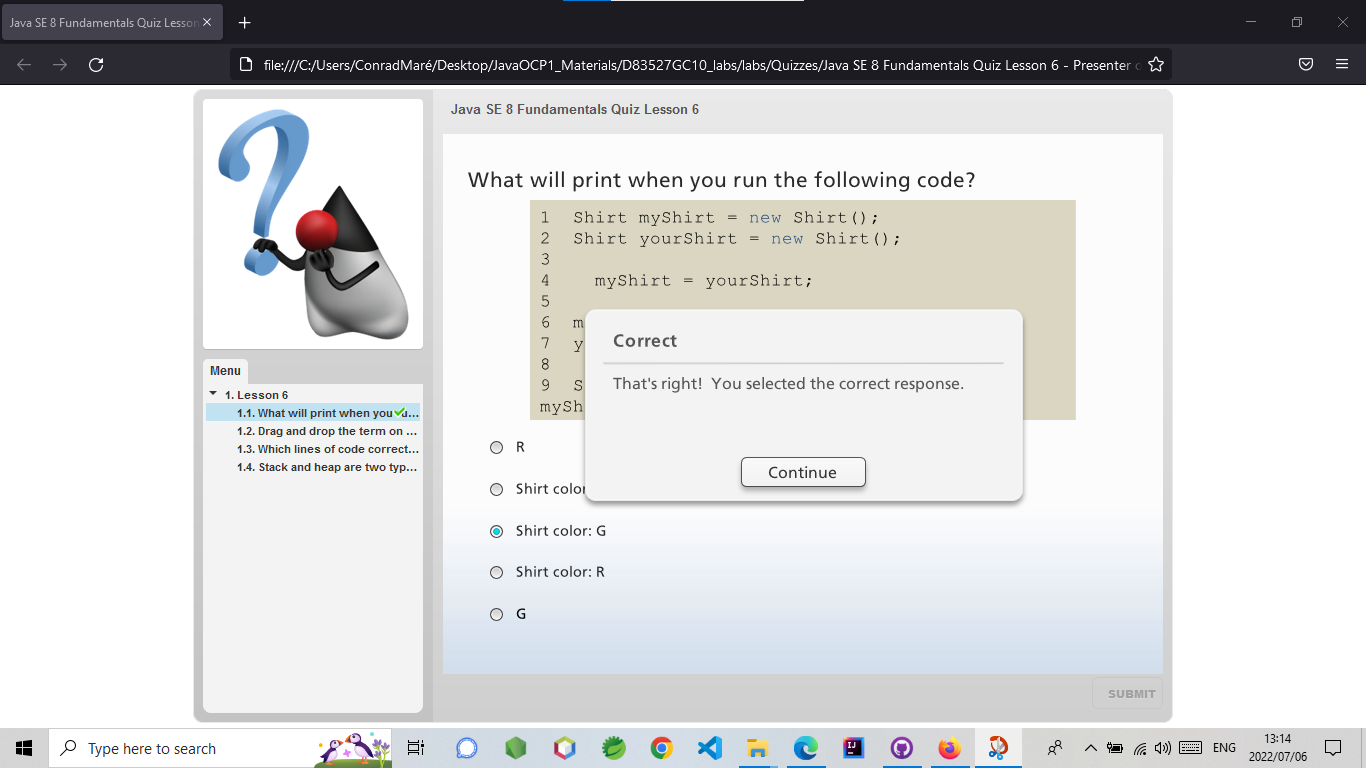 Java SE 8 Fundamentals Quiz Lesson
file:///C:/Users/ConradMaré/Desktop/JavaOCP1_Materials/D83527GC10_labs/labs/Quizzes/Java SE 8 Fundamentals Quiz Lesson 6 - Presenter
Java SE 8 Fundamentals Quiz Lesson 6
What will print when you run the following code?
1 Shirt myShirt = new Shirt();
2 Shirt yourShirt = new Shirt();
3
4 myShirt = yourShirt;
5
6 m
7 y
8
9 S
mySh
Correct
That's right! You selected the correct response.
Continue
R
Shirt color
Shirt color: G
Shirt color: R
G
SUBMIT
Menu
1. Lesson 6
1.1. What will print when you ...
1.2. Drag and drop the term on ...
1.3. Which lines of code correct...
1.4. Stack and heap are two typ...
Type here to search
ENG
13:14
2022/07/06